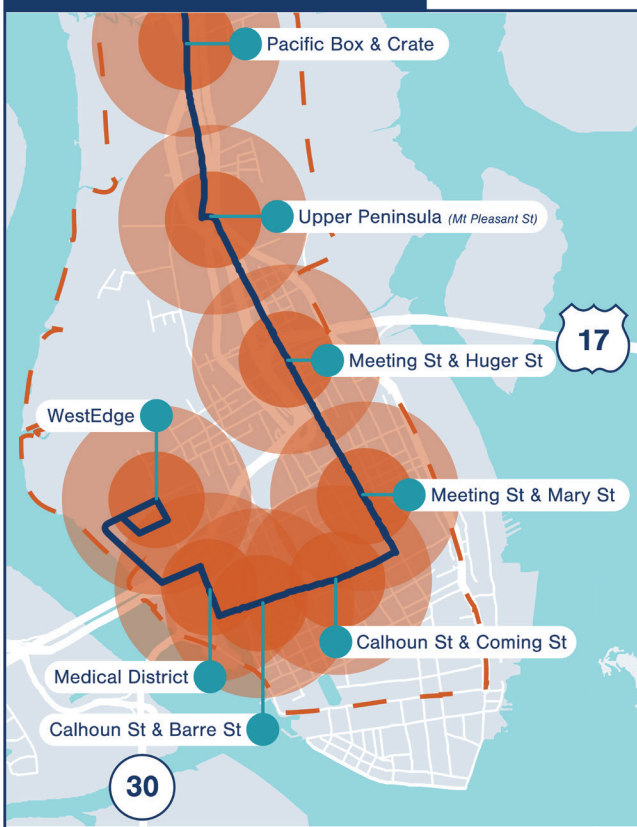 Pacific Box & Crate
Upper Peninsula (Mt Pleasant St)
17
Meeting St & Huger St
WestEdge
Meeting St & Mary St
Calhoun St & Coming St
Medical District
Calhoun St & Barre St
30